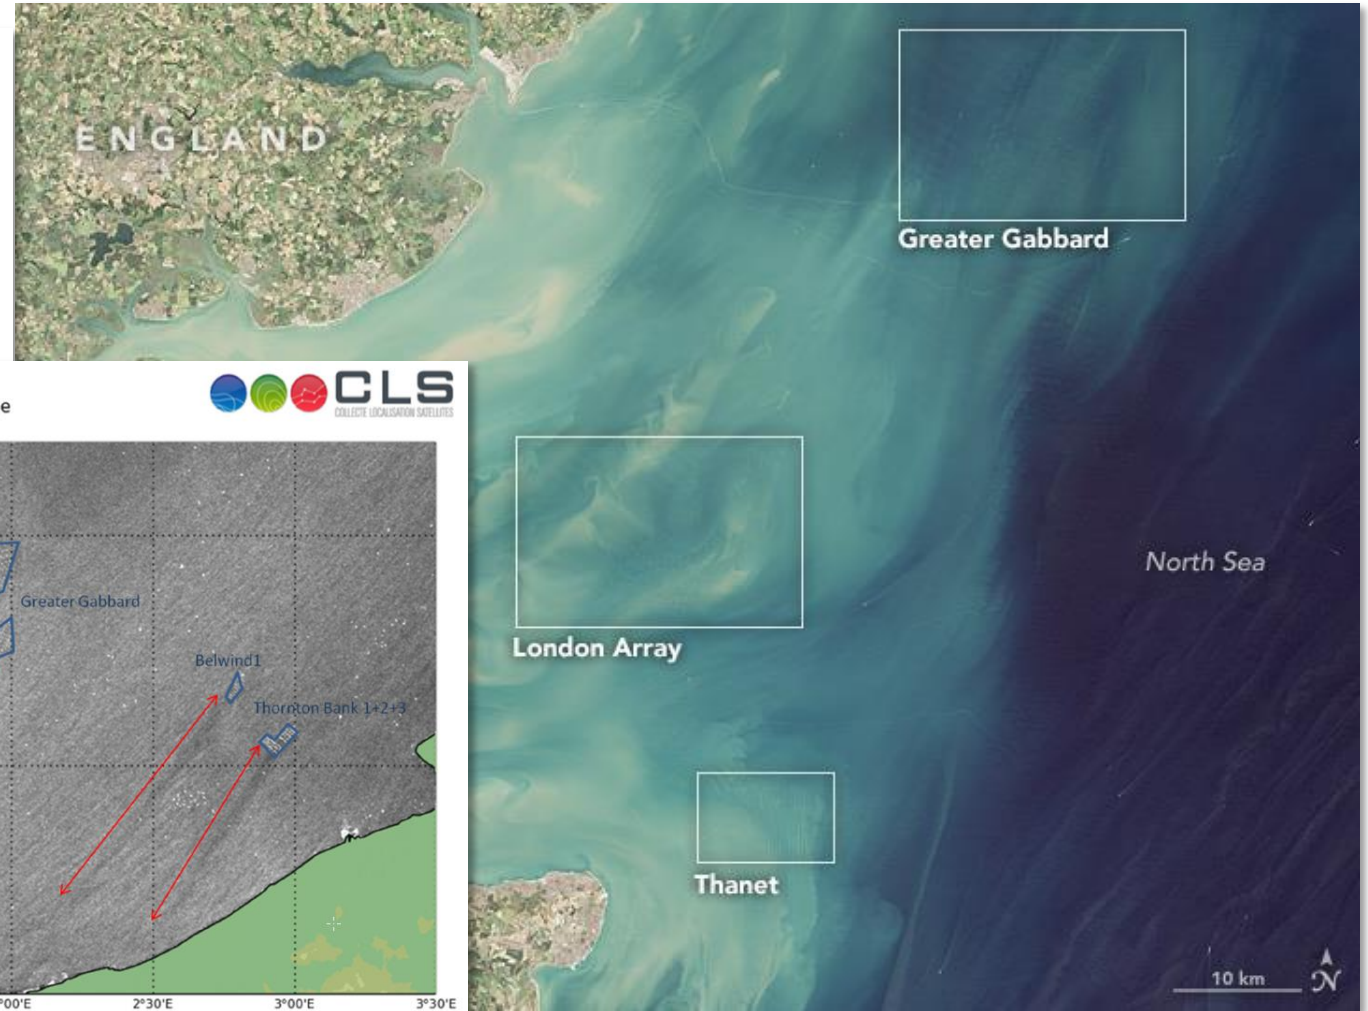 ENGLAND
Greater Gabbard
London Array
North Sea
Thanet
10 km
N
e
CLS
COLLECTE LOCALISATION SATELLITES
Greater Gabbard
Belwind1
Thornton Bank 1+2+3
°00'E
2°30'E
3°00'E
3°30'E